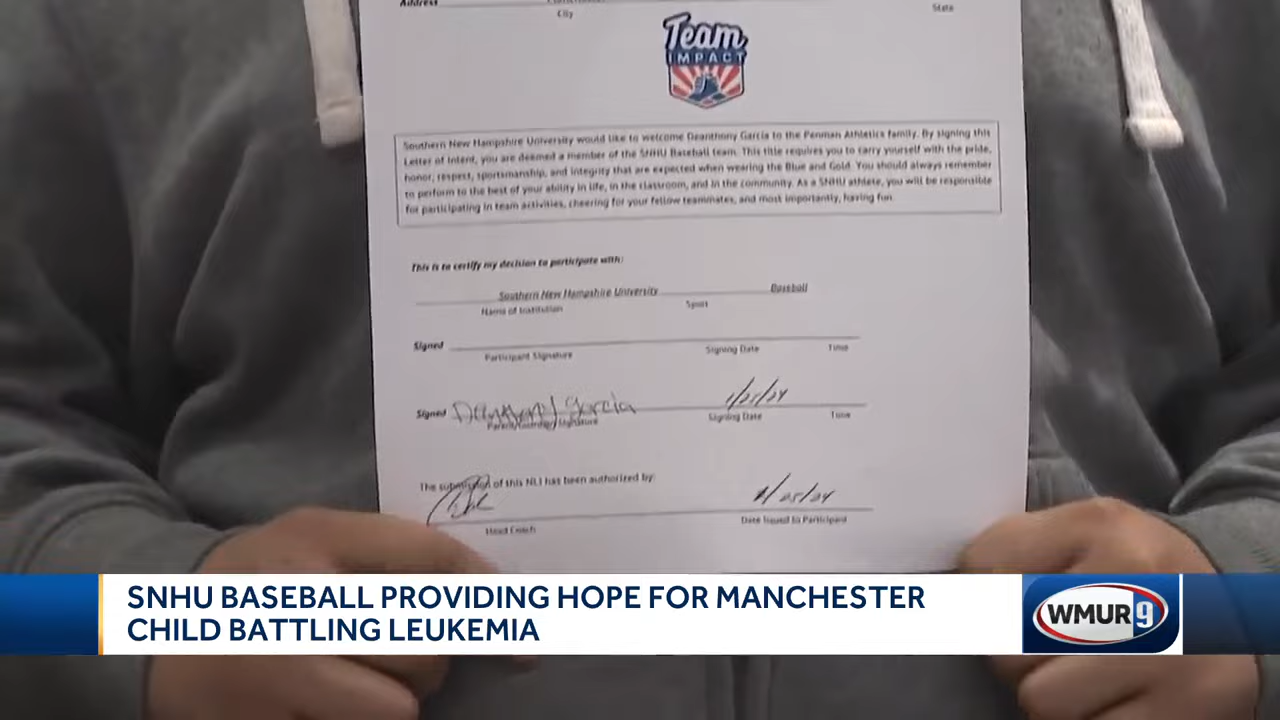 Address
City
State
Team
IMPACT
Southern New Hampshire University would like to welcome Deanthony Garcia to the Penman Athletics family. By signing this
Letter of Intent, you are deemed a member of the SNHU Baseball team. This title requires you to carry yourself with the pride,
honor, respect, sportsmanship, and integrity that are expected when wearing the Blue and Gold. You should always remember
to perform to the best of your ability in life, in the classroom, and in the community. As a SNHU athlete, you will be responsible
for participating in team activities, cheering for your fellow teammates, and most importantly, having fun.
This is to certify my decision to participate with:
Southern New Hampshire University Baseball
Name of Institution Sport
Signed
Participant Signature Signing Date Time
Signed Deanthony Garcia 1/25/24
Parent/Guardian Signature Signing Date Time
The submission of this NLI has been authorized by:
1/25/24
Head Coach Date Issued to Participant
SNHU BASEBALL PROVIDING HOPE FOR MANCHESTER
CHILD BATTLING LEUKEMIA
WMUR 9